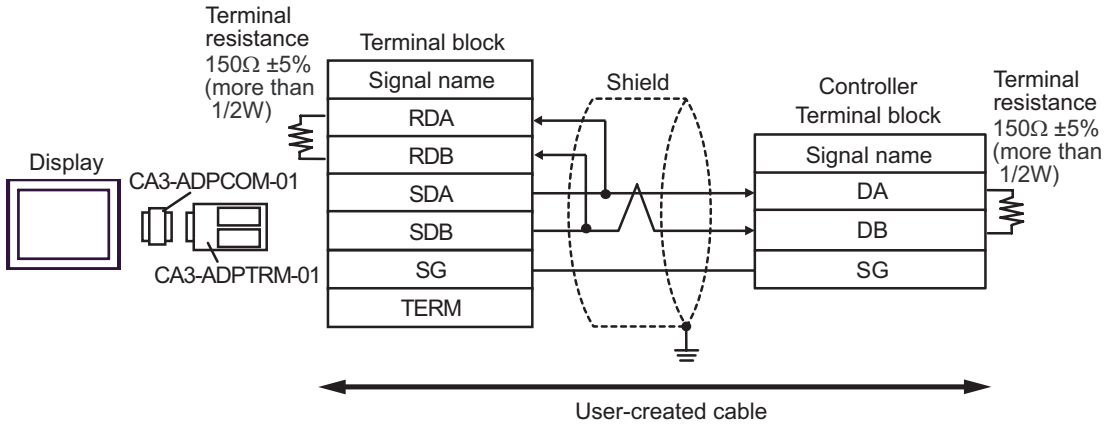 Terminal
resistance
150Ω ±5%
(more than
1/2W)
Terminal block
Signal name
RDA
RDB
SDA
SDB
SG
TERM
Display
CA3-ADPCOM-01
CA3-ADPTRM-01
Shield
Controller
Terminal block
Signal name
DA
DB
SG
Terminal
resistance
150Ω ±5%
(more than
1/2W)
User-created cable